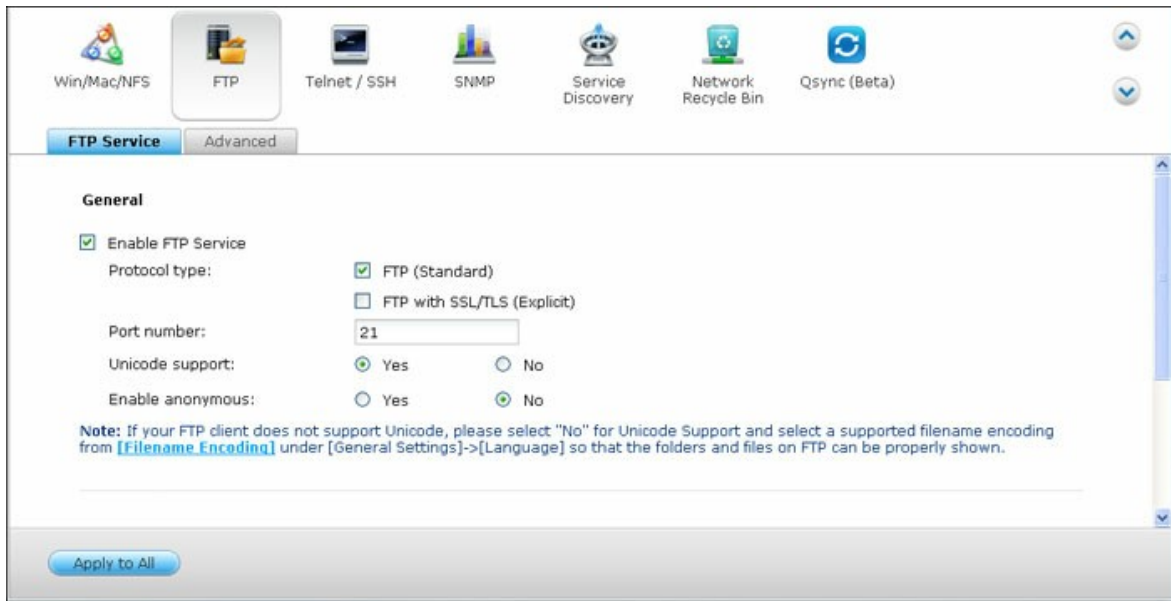 Win/Mac/NFS
FTP
Telnet / SSH
SNMP
Service
Discovery
Network
Recycle Bin
Qsync (Beta)
FTP Service
Advanced
General
Enable FTP Service
Protocol type:
FTP (Standard)
FTP with SSL/TLS (Explicit)
Port number:
21
Unicode support:
Yes
No
Enable anonymous:
Yes
No
Note: If your FTP client does not support Unicode, please select "No" for Unicode Support and select a supported filename encoding
from [Filename Encoding] under [General Settings]->[Language] so that the folders and files on FTP can be properly shown.
Apply to All